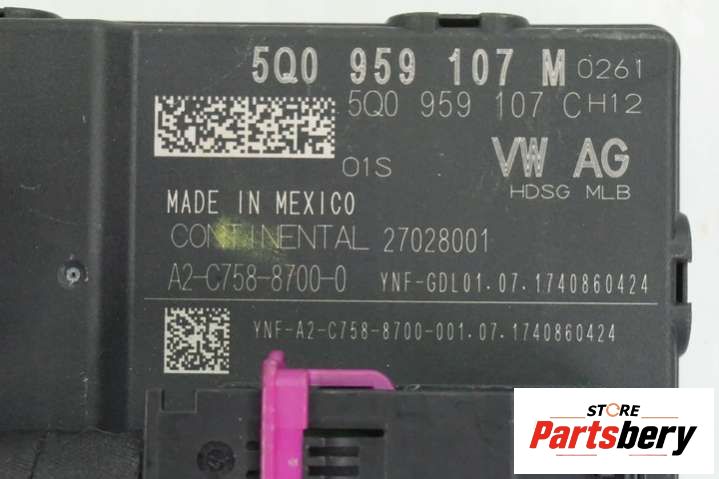 5Q0 959 107 M 0261
5Q0 959 107 C H12
01S
VW AG
HDSG MLB
MADE IN MEXICO
CONTINENTAL 27028001
A2-C758-8700-0 YNF-GDL01.07.1740860424
YNF-A2-C758-8700-001.07.1740860424
STORE
Partsbery